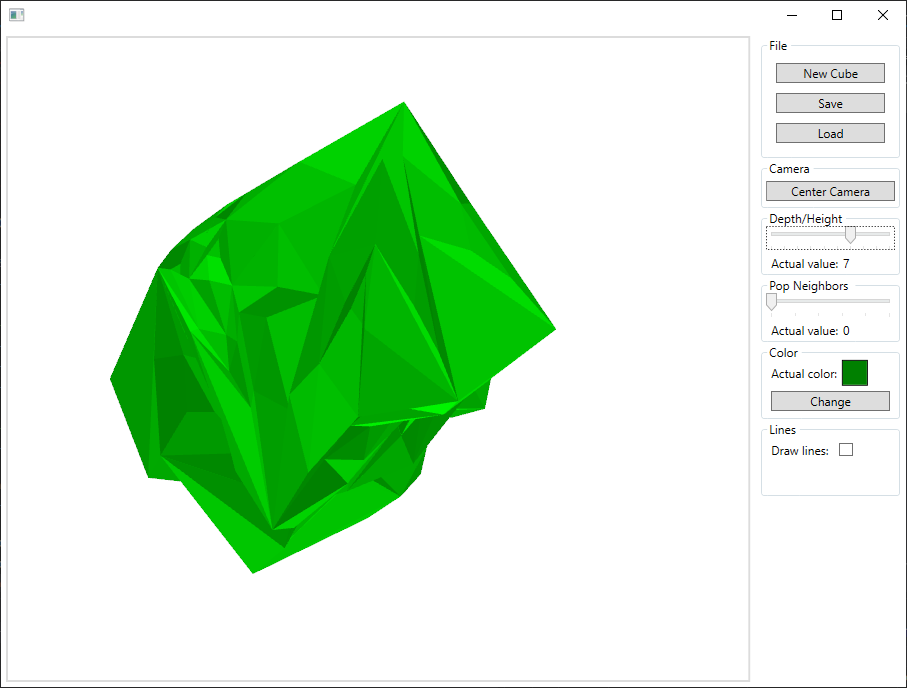 File
New Cube
Save
Load
Camera
Center Camera
Depth/Height
Actual value: 7
Pop Neighbors
Actual value: 0
Color
Actual color:
Change
Lines
Draw lines: